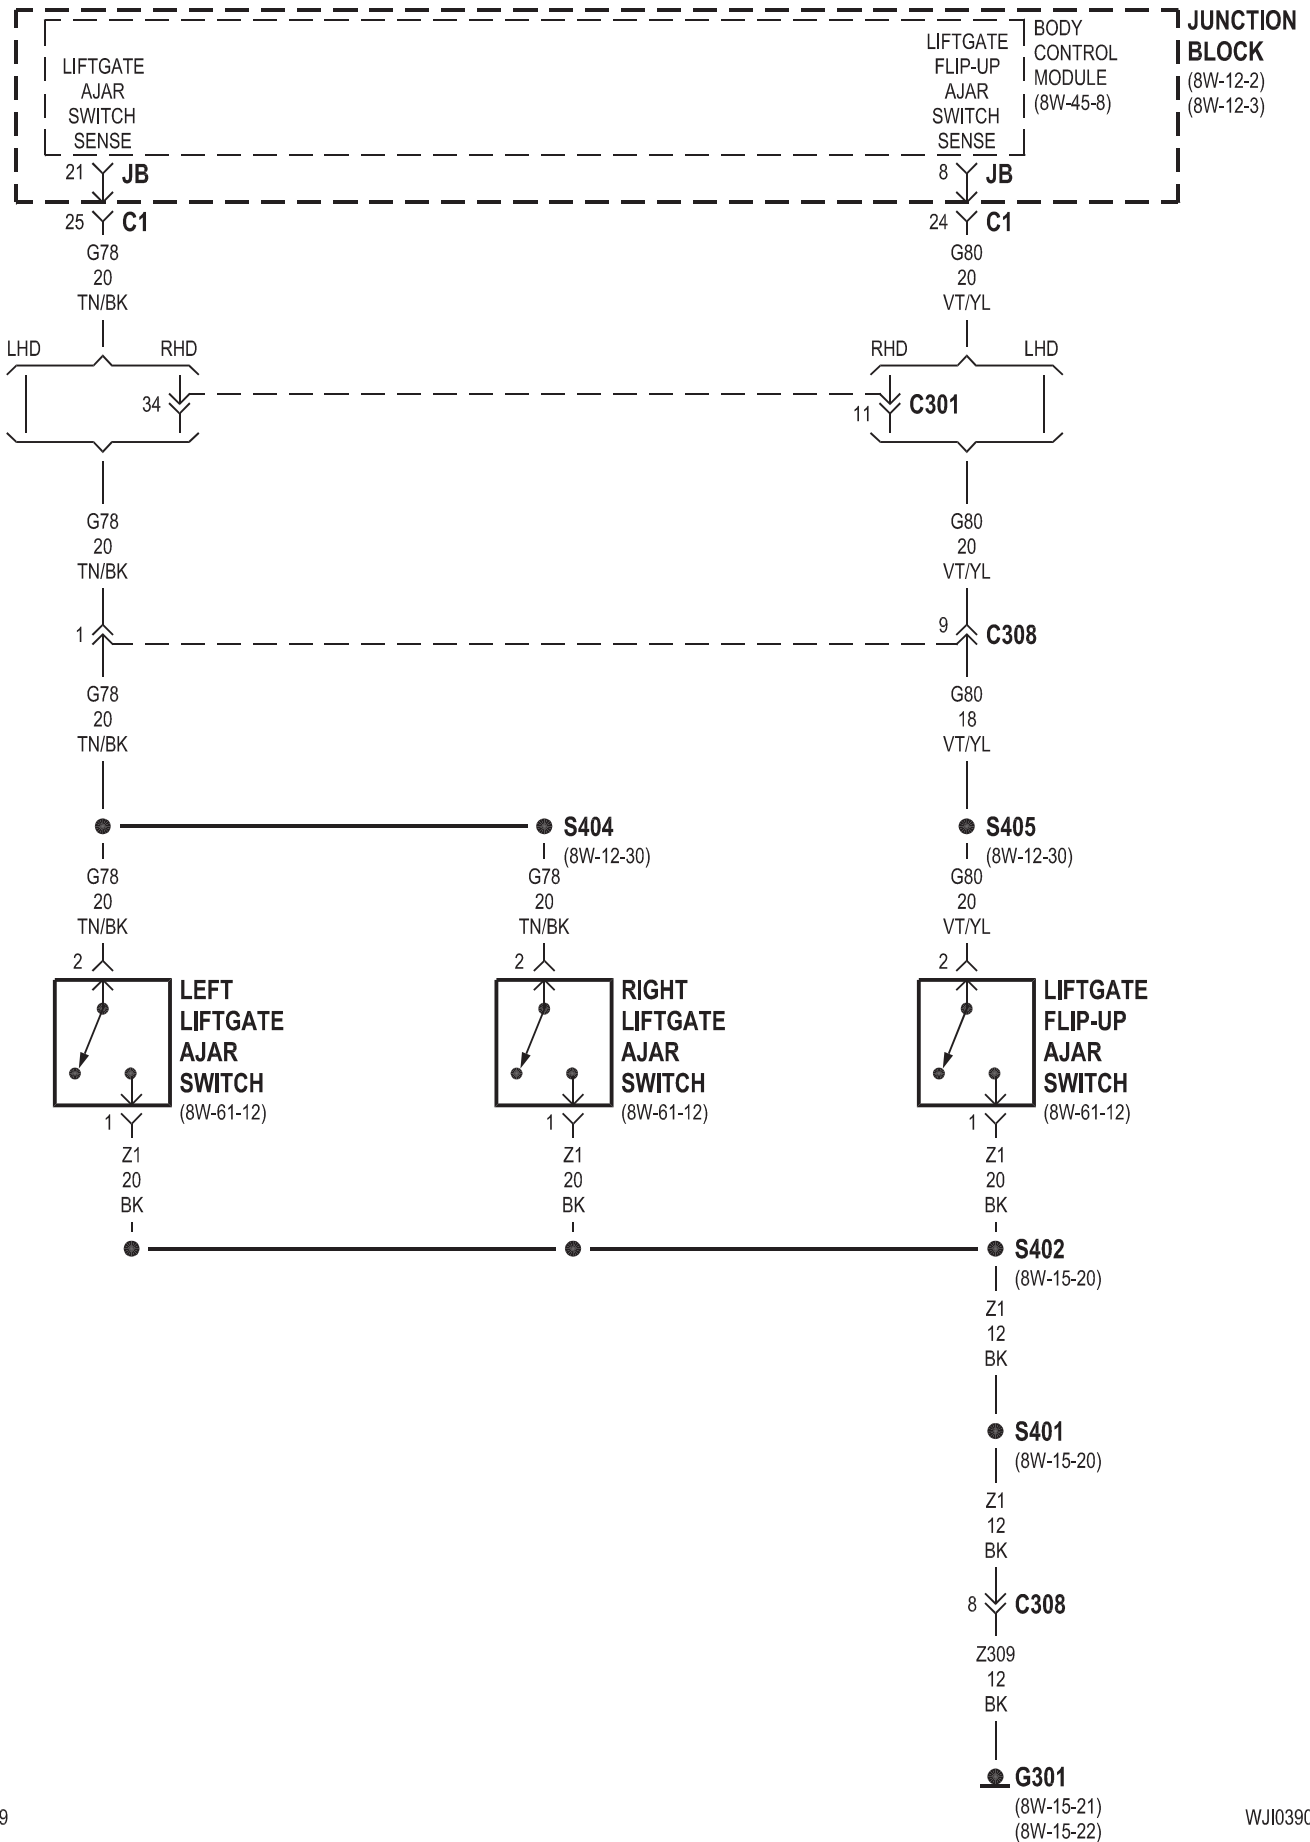 JUNCTION
BLOCK
(8W-12-2)
(8W-12-3)
BODY
CONTROL
MODULE
(8W-45-8)
LIFTGATE
AJAR
SWITCH
SENSE
LIFTGATE
FLIP-UP
AJAR
SWITCH
SENSE
21 JB
8 JB
25 C1
24 C1
G78
20
TN/BK
G80
20
VT/YL
LHD RHD
RHD LHD
34
11 C301
G78
20
TN/BK
G80
20
VT/YL
1
9 C308
G78
20
TN/BK
G80
18
VT/YL
S404
(8W-12-30)
S405
(8W-12-30)
G78
20
TN/BK
G78
20
TN/BK
G80
20
VT/YL
2
2
2
LEFT
LIFTGATE
AJAR
SWITCH
(8W-61-12)
RIGHT
LIFTGATE
AJAR
SWITCH
(8W-61-12)
LIFTGATE
FLIP-UP
AJAR
SWITCH
(8W-61-12)
1
1
1
Z1
20
BK
Z1
20
BK
Z1
20
BK
S402
(8W-15-20)
Z1
12
BK
S401
(8W-15-20)
Z1
12
BK
8 C308
Z309
12
BK
G301
(8W-15-21)
(8W-15-22)
9
WJI0390